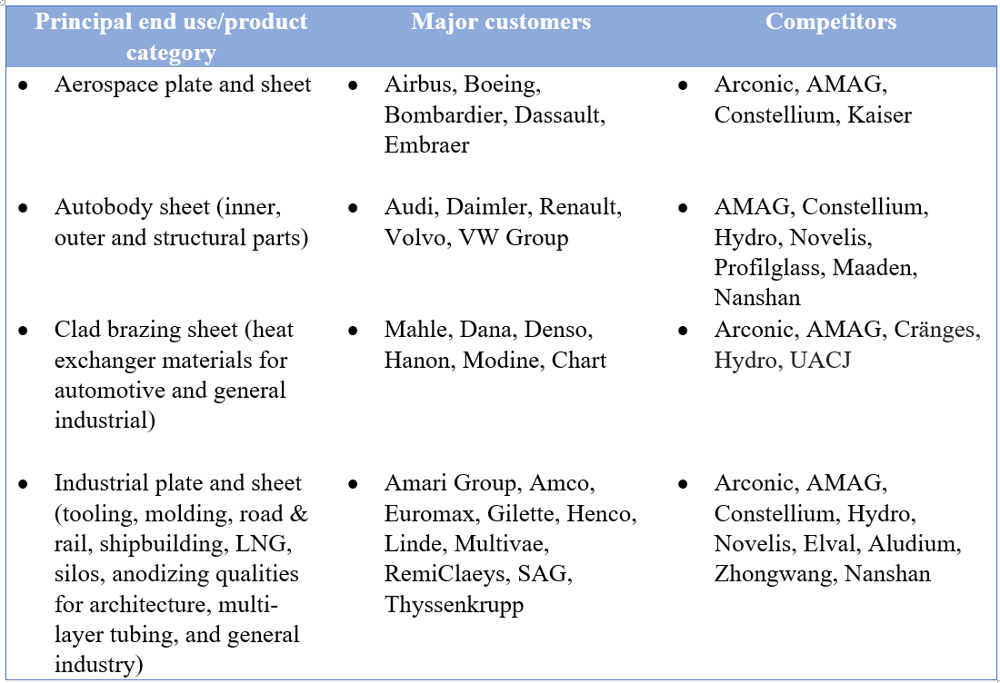 Principal end use/product category
Major customers
Competitors
• Aerospace plate and sheet
• Airbus, Boeing,
Bombardier, Dassault,
Embraer
• Arconic, AMAG,
Constellium, Kaiser
• Autobody sheet (inner,
outer and structural parts)
• Audi, Daimler, Renault,
Volvo, VW Group
• AMAG, Constellium,
Hydro, Novelis,
Profilglass, Maaden,
Nanshan
• Clad brazing sheet (heat
exchanger materials for
automotive and general
industrial)
• Mahle, Dana, Denso,
Hanon, Modine, Chart
• Arconic, AMAG, Cränges,
Hydro, UACJ
• Industrial plate and sheet
(tooling, molding, road &
rail, shipbuilding, LNG,
silos, anodizing qualities
for architecture, multi-
layer tubing, and general
industry)
• Amari Group, Amco,
Euromax, Gilette, Henco,
Linde, Multivae,
RemiClaeys, SAG,
Thyssenkrupp
• Arconic, AMAG,
Constellium, Hydro,
Novelis, Elval, Aludium,
Zhongwang, Nanshan